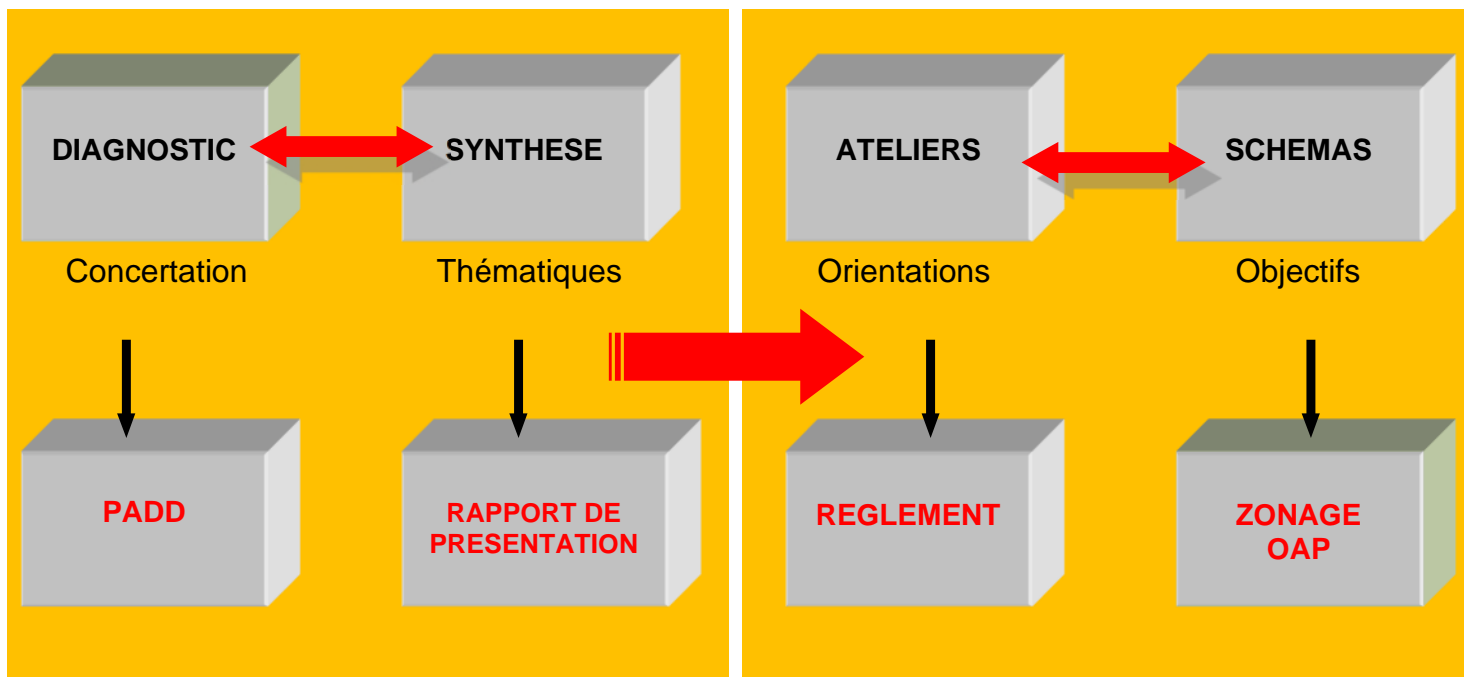 DIAGNOSTIC
SYNTHESE
ATELIERS
SCHEMAS
Concertation
Thématiques
Orientations
Objectifs
PADD
RAPPORT DE
PRESENTATION
REGLEMENT
ZONAGE
OAP